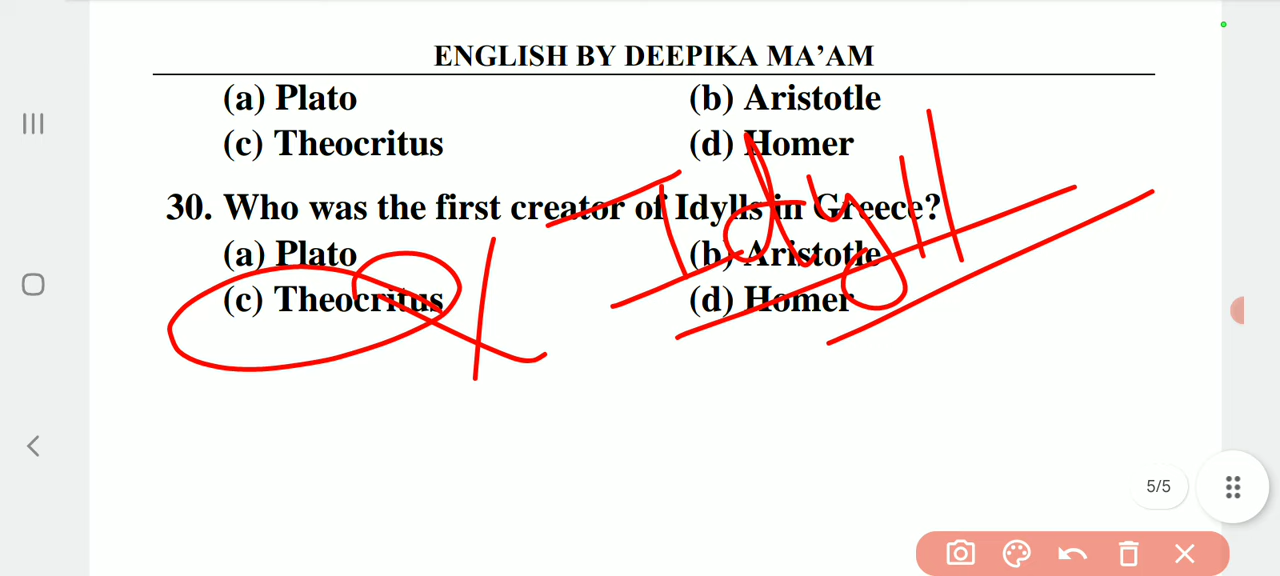 ENGLISH BY DEEPIKA MA’AM
(a) Plato (b) Aristotle
(c) Theocritus (d) Homer
30. Who was the first creator of Idylls in Greece?
(a) Plato (b) Aristotle
(c) Theocritus (d) Homer
Idyll
5/5